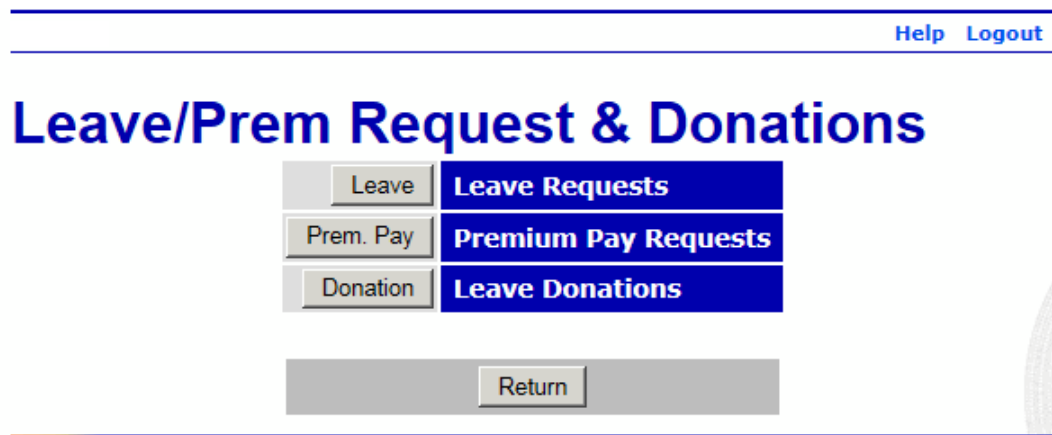 Help Logout
Leave/Prem Request & Donations
Leave Leave Requests
Prem. Pay Premium Pay Requests
Donation Leave Donations
Return